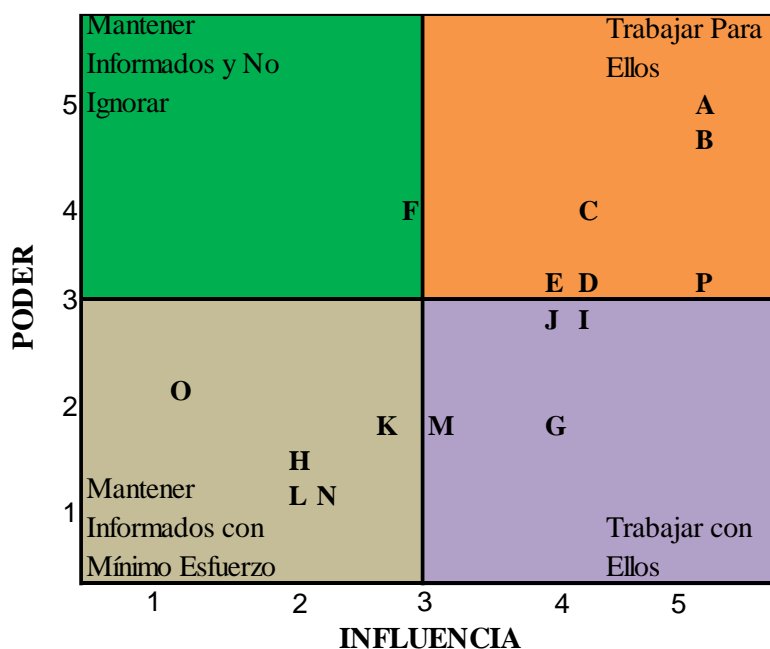 Mantener
Informados y No
Ignorar
Trabajar Para
Ellos
5
A
B
4
F
C
E
D
P
3
PODER
J
I
O
2
K
M
G
H
L
N
Mantener
Informados con
Mínimo Esfuerzo
1
Trabajar con
Ellos
1
2
3
4
5
INFLUENCIA